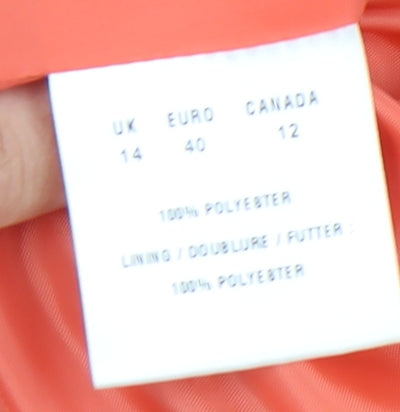 UK EURO CANADA
14 40 12
100% POLYESTER
LINING / DOUBLURE / FUTTER :
100% POLYESTER